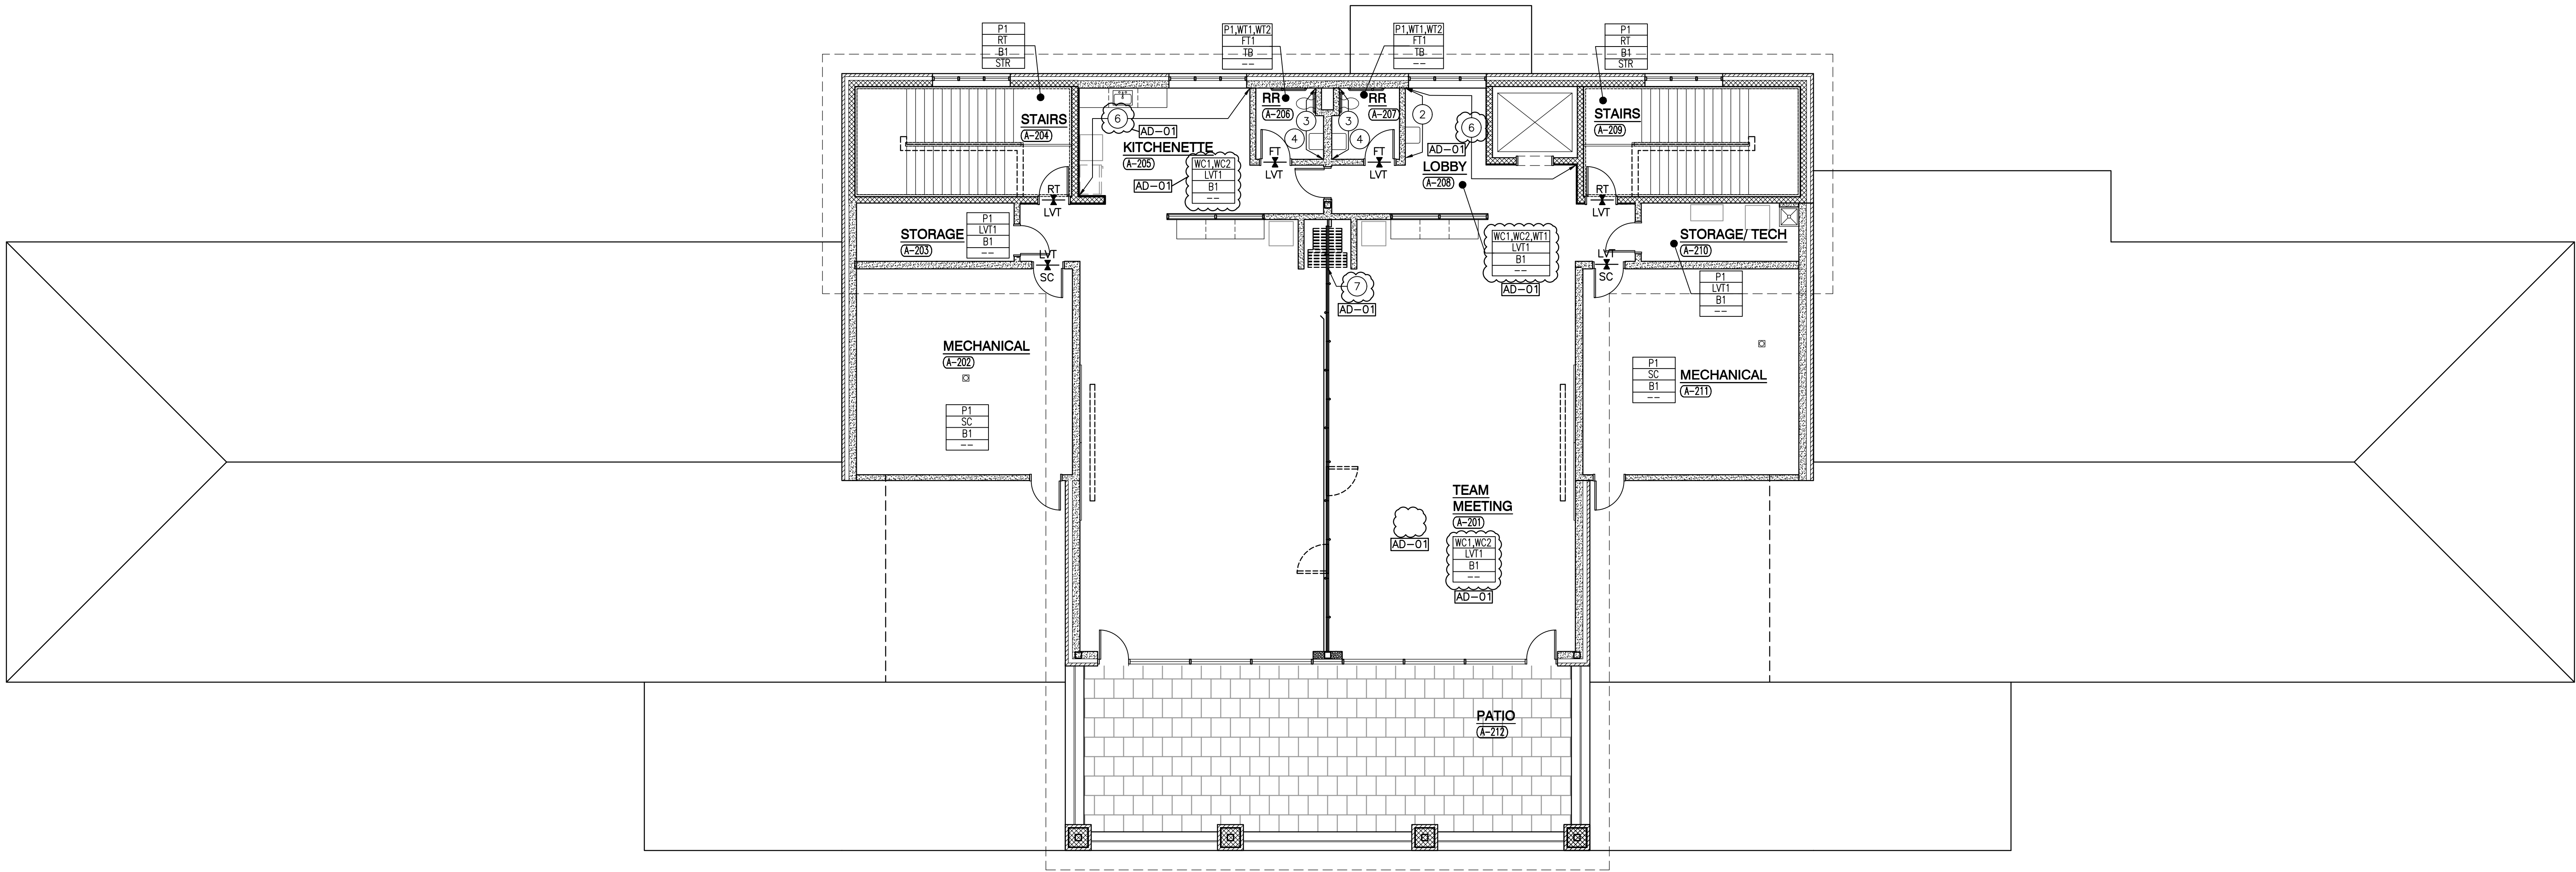 P1
RT
B1
STR
P1,WT1,WT2
FT1
TB
--
P1,WT1,WT2
FT1
TB
--
P1
RT
B1
STR
STAIRS
A-204
6
AD-01
KITCHENETTE
A-205
AD-01
WC1,WC2
LVT1
B1
--
RR
A-206
3
4
FT
LVT
RR
A-207
3
4
FT
LVT
2
6
AD-01
LOBBY
A-208
STAIRS
A-209
RT
LVT
RT
LVT
STORAGE
A-203
P1
LVT1
B1
--
LVT
SC
WC1,WC2,WT1
LVT1
B1
--
AD-01
7
AD-01
LVT
SC
STORAGE/ TECH
A-210
P1
LVT1
B1
--
MECHANICAL
A-202
P1
SC
B1
--
P1
SC
B1
--
MECHANICAL
A-211
TEAM
MEETING
A-201
AD-01
WC1,WC2
LVT1
B1
--
AD-01
PATIO
A-212